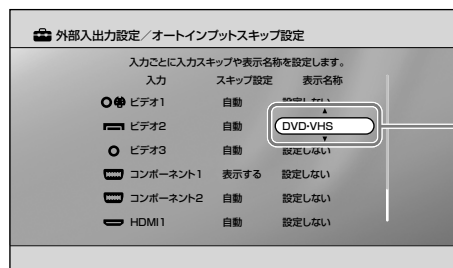 外部入出力設定／オートインプットスキップ設定
入力ごとに入力スキップや表示名称を設定します。
入力 スキップ設定 表示名称
ビデオ1 自動 設定しない
ビデオ2 自動 DVD･VHS
ビデオ3 自動 設定しない
コンポーネント1 表示する 設定しない
コンポーネント2 自動 設定しない
HDMI1 自動 設定しない